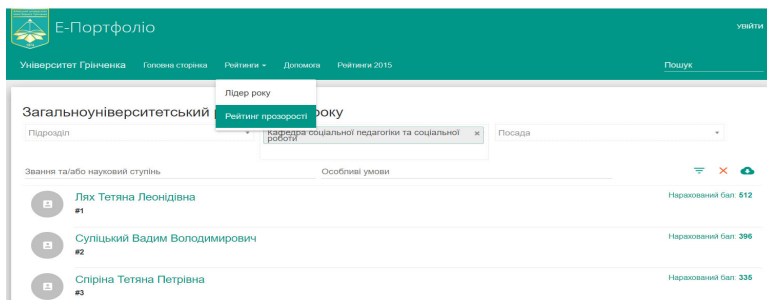 Е-Портфоліо
УВІЙТИ
Університет Грінченка Головна сторінка Рейтинги Допомога Рейтинги 2015 Пошук
Лідер року
Рейтинг прозорості
Загальноуніверситетський року
Підрозділ Кафедра соціальної педагогіки та соціальної роботи × Посада
Звання та/або науковий ступінь Особливі умови
Лях Тетяна Леонідівна Нарахований бал: 512
#1
Супіцький Вадим Володимирович Нарахований бал: 396
#2
Спіріна Тетяна Петрівна Нарахований бал: 335
#3